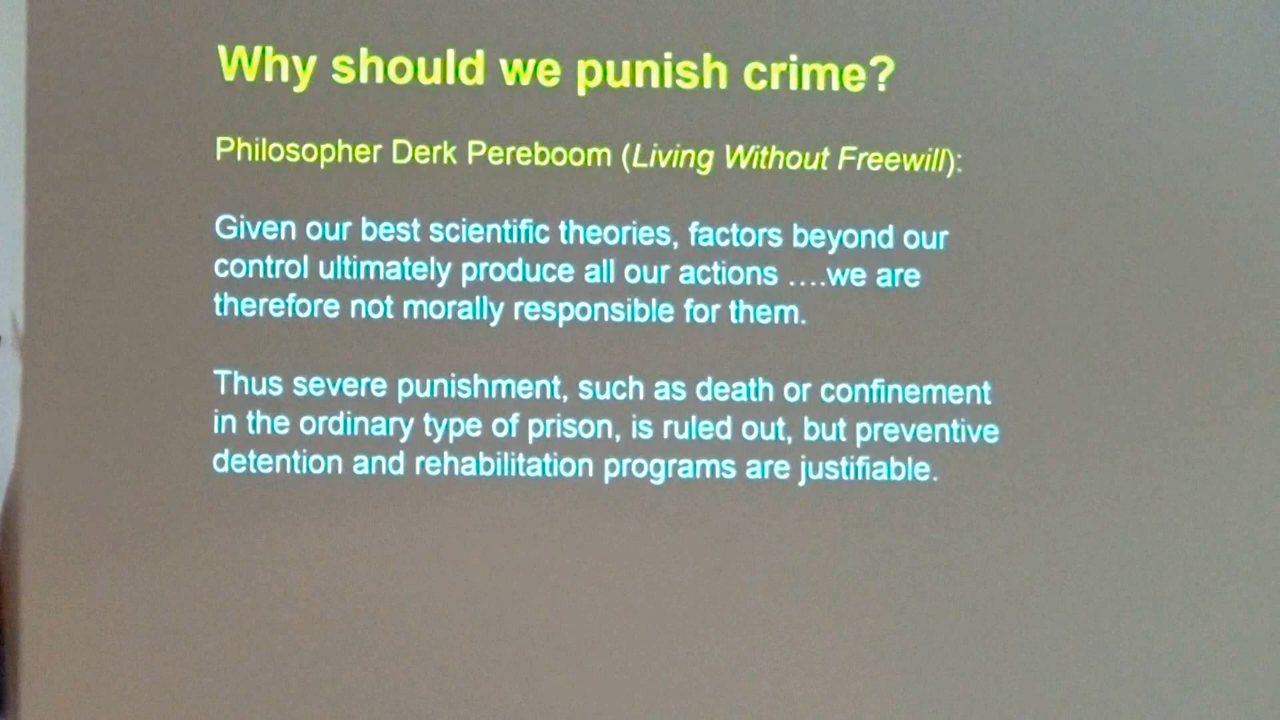 Why should we punish crime?
Philosopher Derk Pereboom (Living Without Freewill):
Given our best scientific theories, factors beyond our
control ultimately produce all our actions ....we are
therefore not morally responsible for them.
Thus severe punishment, such as death or confinement
in the ordinary type of prison, is ruled out, but preventive
detention and rehabilitation programs are justifiable.